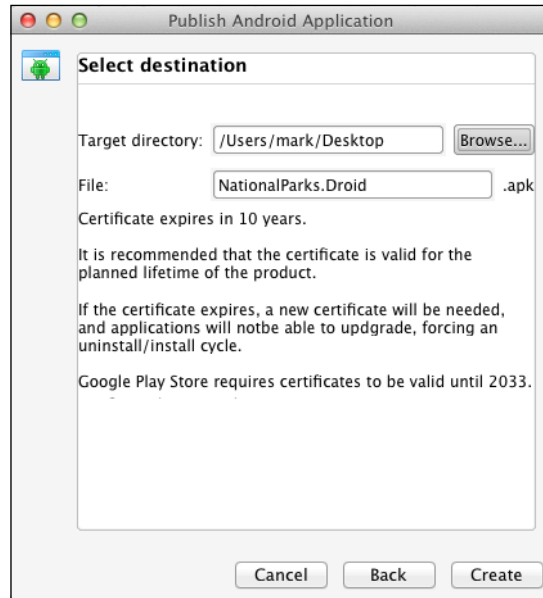 Publish Android Application
Select destination
Target directory: /Users/mark/Desktop Browse...
File: NationalParks.Droid .apk
Certificate expires in 10 years.
It is recommended that the certificate is valid for the
planned lifetime of the product.
If the certificate expires, a new certificate will be needed,
and applications will notbe able to updgrade, forcing an
uninstall/install cycle.
Google Play Store requires certificates to be valid until 2033.
Cancel Back Create